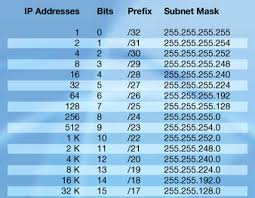 IP Addresses Bits Prefix Subnet Mask
1 0 /32 255.255.255.255
2 1 /31 255.255.255.254
4 2 /30 255.255.255.252
8 3 /29 255.255.255.248
16 4 /28 255.255.255.240
32 5 /27 255.255.255.224
64 6 /26 255.255.255.192
128 7 /25 255.255.255.128
256 8 /24 255.255.255.0
512 9 /23 255.255.254.0
1 K 10 /22 255.255.252.0
2 K 11 /21 255.255.248.0
4 K 12 /20 255.255.240.0
8 K 13 /19 255.255.224.0
16 K 14 /18 255.255.192.0
32 K 15 /17 255.255.128.0